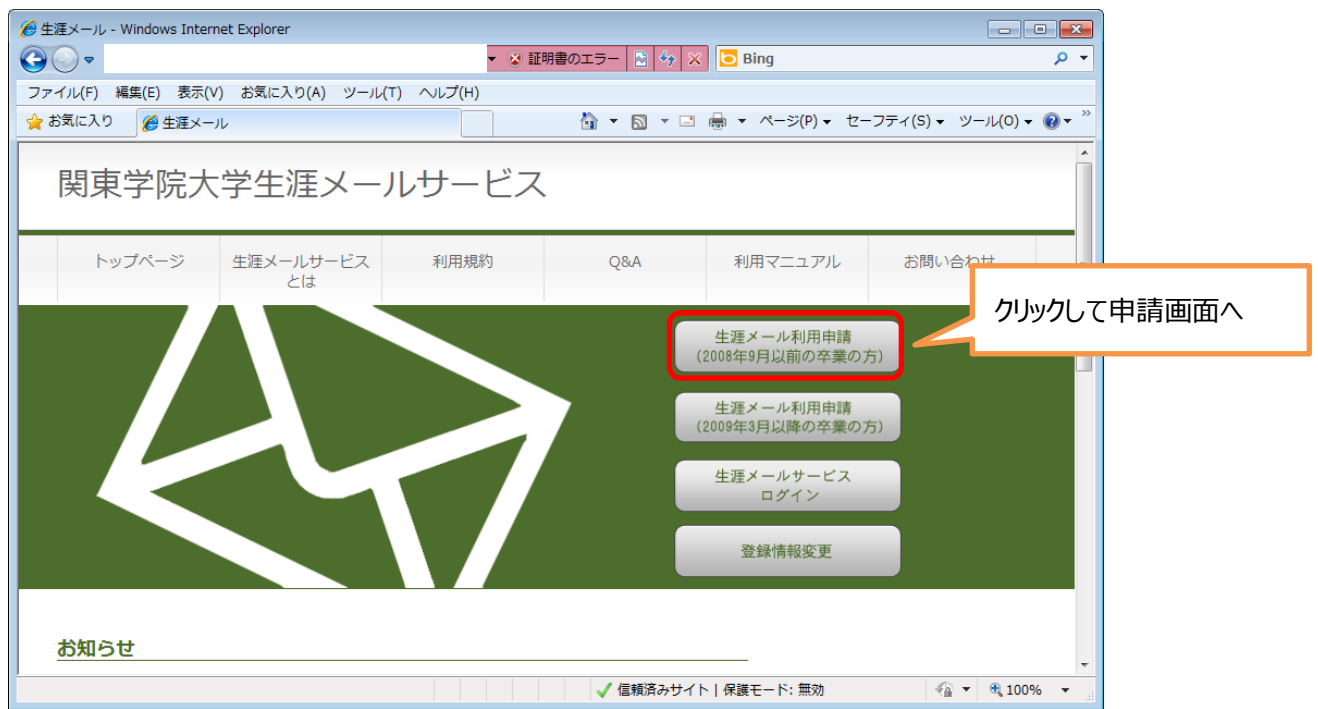 生涯メール - Windows Internet Explorer
証明書のエラー
Bing
ファイル(F) 編集(E) 表示(V) お気に入り(A) ツール(T) ヘルプ(H)
お気に入り
生涯メール
ページ(P) セーフティ(S) ツール(O)
関東学院大学生涯メールサービス
トップページ
生涯メールサービス
とは
利用規約
Q&A
利用マニュアル
お問い合わせ
クリックして申請画面へ
生涯メール利用申請
(2008年9月以前の卒業の方)
生涯メール利用申請
(2009年3月以降の卒業の方)
生涯メールサービス
ログイン
登録情報変更
お知らせ
信頼済みサイト | 保護モード: 無効
100%